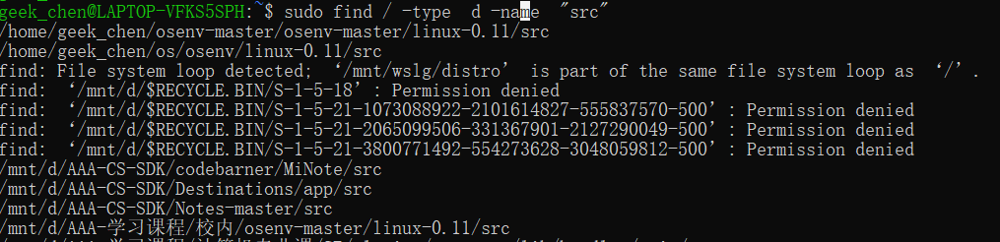 geek_chen@LAPTOP-VFKS5SPH:~$ sudo find / -type  d -name  "src"
/home/geek_chen/osenv-master/osenv-master/linux-0.11/src
/home/geek_chen/os/osenv/linux-0.11/src
find: File system loop detected; ‘/mnt/wslg/distro’ is part of the same file system loop as ‘/’.
find: ‘/mnt/d/$RECYCLE.BIN/S-1-5-18’: Permission denied
find: ‘/mnt/d/$RECYCLE.BIN/S-1-5-21-1073088922-2101614827-555837570-500’: Permission denied
find: ‘/mnt/d/$RECYCLE.BIN/S-1-5-21-2065099506-331367901-2127290049-500’: Permission denied
find: ‘/mnt/d/$RECYCLE.BIN/S-1-5-21-3800771492-554273628-3048059812-500’: Permission denied
/mnt/d/AAA-CS-SDK/codebarner/MiNote/src
/mnt/d/AAA-CS-SDK/Destinations/app/src
/mnt/d/AAA-CS-SDK/Notes-master/src
/mnt/d/AAA-学习课程/校内/osenv-master/linux-0.11/src